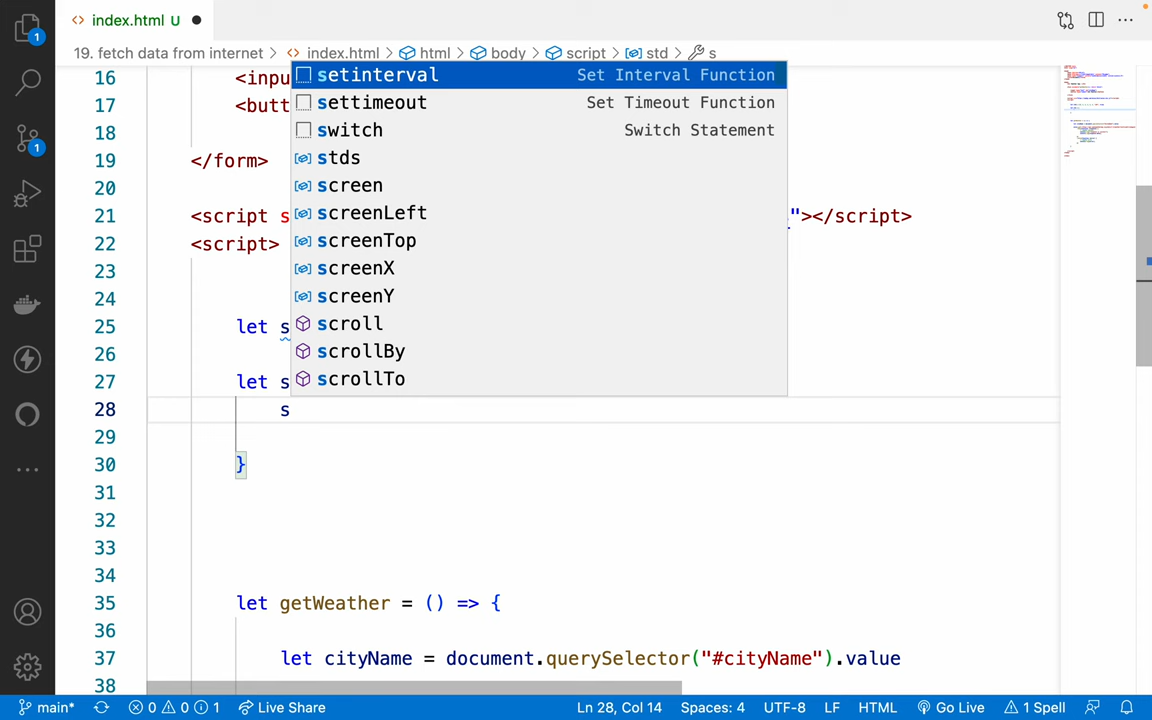 index.html U
19. fetch data from internet > index.html > html > body > script > std > s
1
1
16 <inpu
17 <butt
18
19 </form>
20
21 <script s "></script>
22 <script>
23
24
25 let s
26
27 let s
28 s
29
30 }
31
32
33
34
35 let getWeather = () => {
36
37 let cityName = document.querySelector("#cityName").value
38
setinterval Set Interval Function
settimeout Set Timeout Function
switch Switch Statement
stds
screen
screenLeft
screenTop
screenX
screenY
scroll
scrollBy
scrollTo
main* 0 0 1 Live Share Ln 28, Col 14 Spaces: 4 UTF-8 LF HTML Go Live 1 Spell